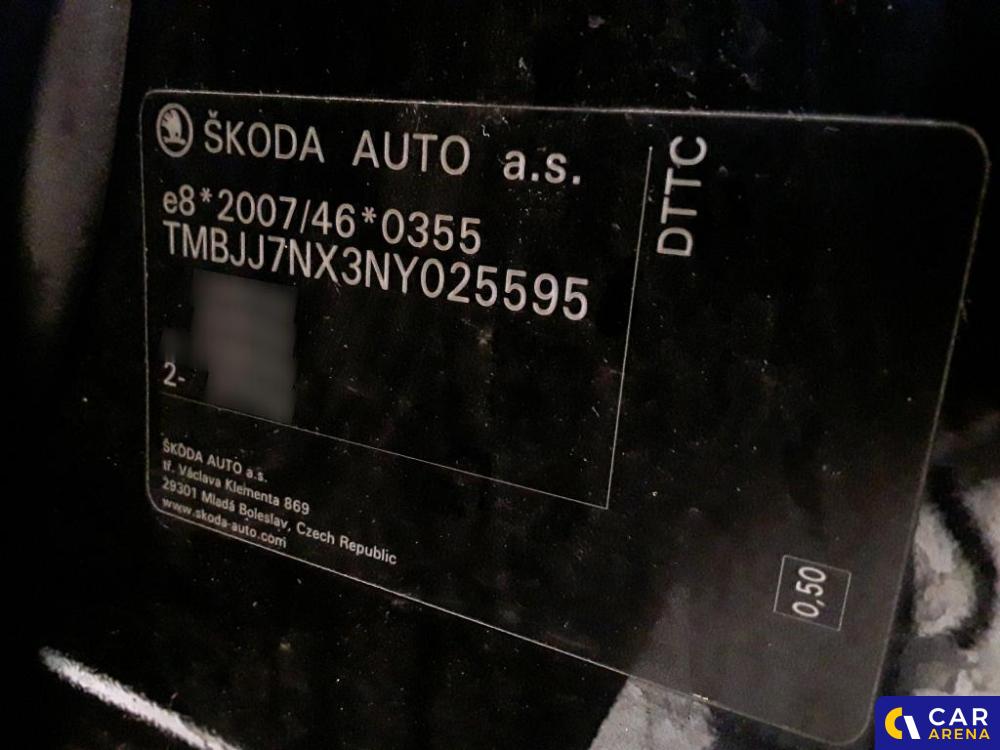 ŠKODA AUTO a.s.
e8*2007/46*0355
TMBJJ7NX3NY025595
2-
DTTC
ŠKODA AUTO a.s.
tř. Václava Klementa 869
29301 Mladá Boleslav, Czech Republic
www.skoda-auto.com
0,50
CAR
ARENA